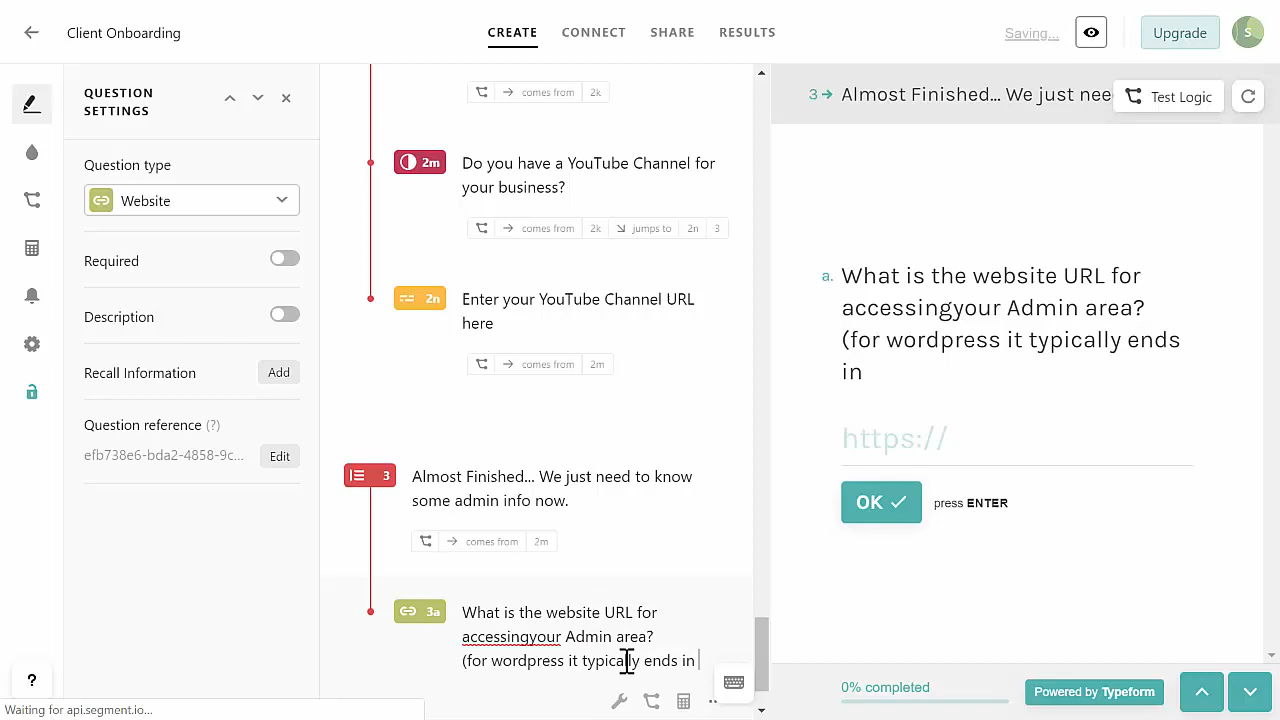 Client Onboarding
CREATE
CONNECT
SHARE
RESULTS
Saving...
Upgrade
S
QUESTION
SETTINGS
Question type
Website
Required
Description
Recall Information
Add
Question reference (?)
efb738e6-bda2-4858-9c...
Edit
?
Waiting for api.segment.io...
comes from 2k
2m
Do you have a YouTube Channel for
your business?
comes from 2k jumps to 2n 3
2n
Enter your YouTube Channel URL
here
comes from 2m
3
Almost Finished... We just need to know
some admin info now.
comes from 2m
3a
What is the website URL for
accessingyour Admin area?
(for wordpress it typically ends in
3 Almost Finished... We just nee
Test Logic
a. What is the website URL for
accessingyour Admin area?
(for wordpress it typically ends
in
https://
OK
press ENTER
0% completed
Powered by Typeform